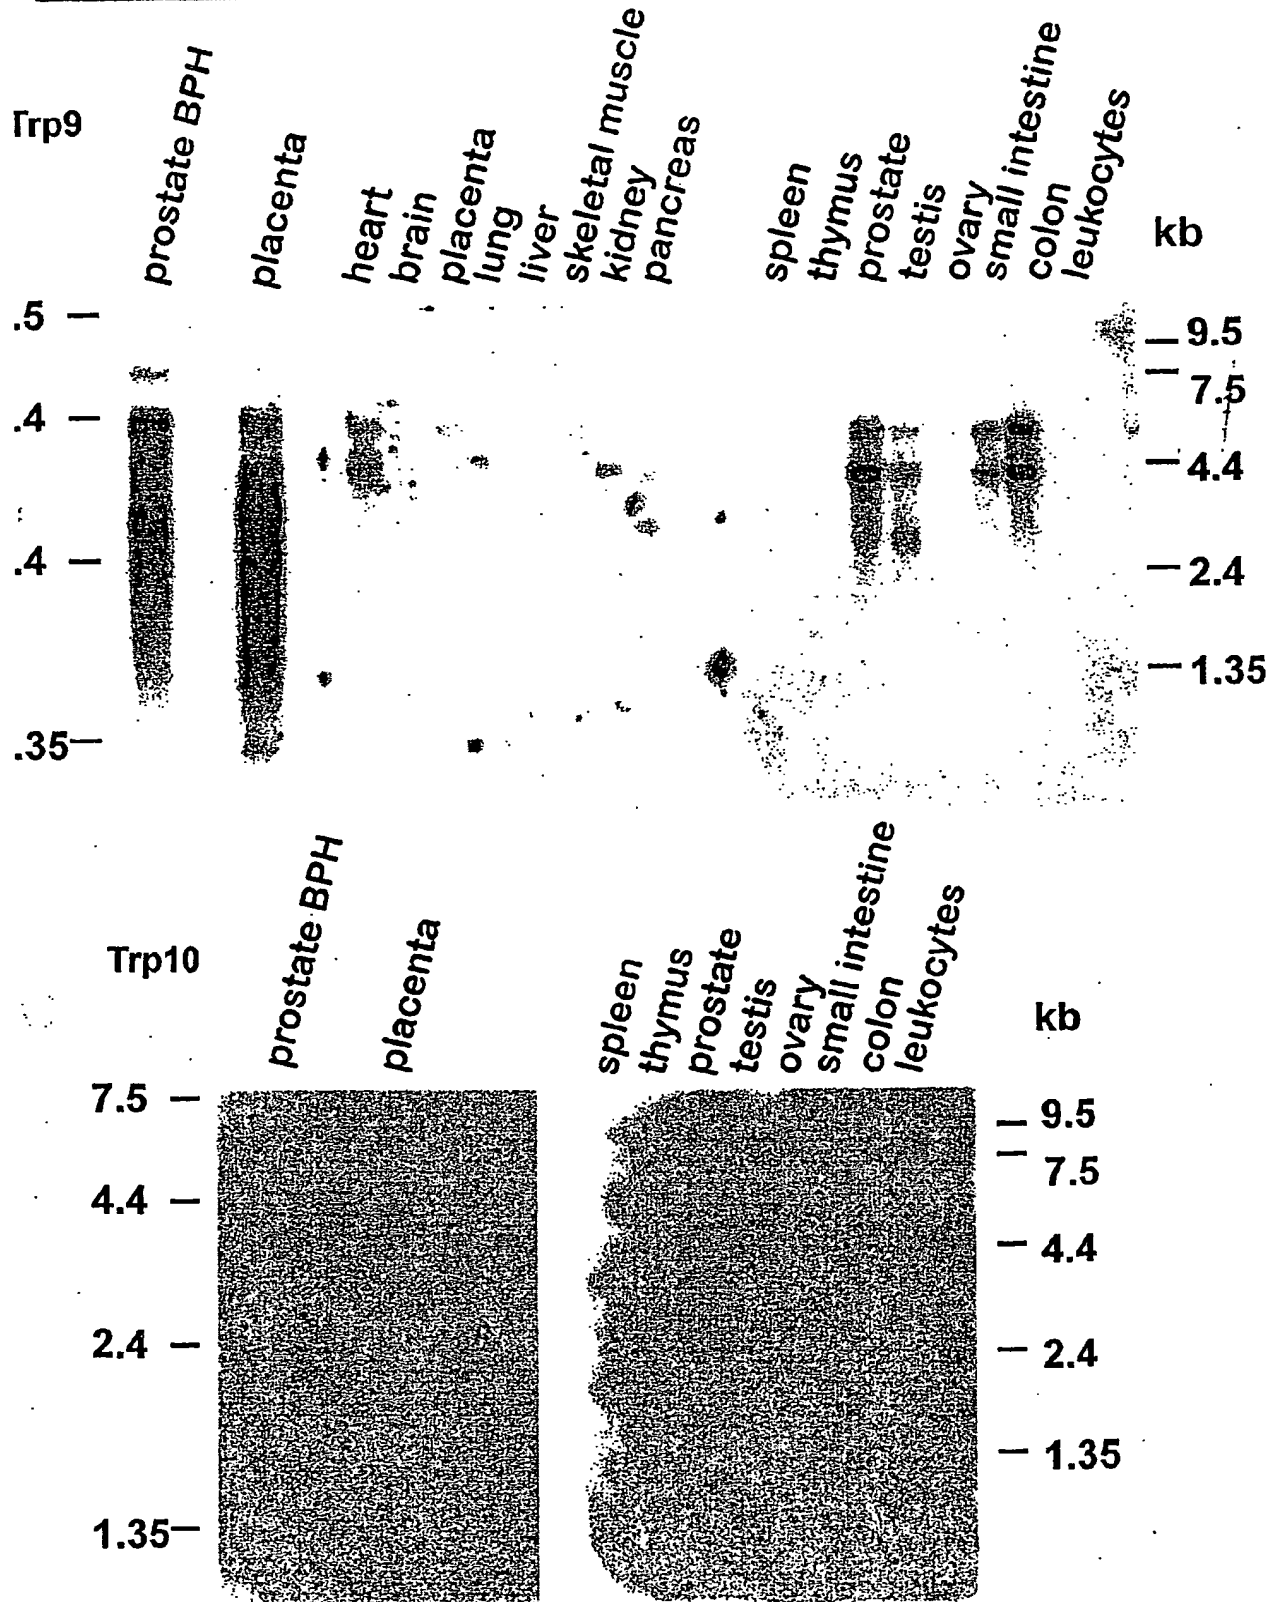 Trp9
prostate BPH
placenta
heart
brain
placenta
lung
liver
skeletal muscle
kidney
pancreas
spleen
thymus
prostate
testis
ovary
small intestine
colon
leukocytes
kb
.5
.4
.4
.35
9.5
7.5
4.4
2.4
1.35
Trp10
prostate BPH
placenta
spleen
thymus
prostate
testis
ovary
small intestine
colon
leukocytes
kb
7.5
4.4
2.4
1.35
9.5
7.5
4.4
2.4
1.35